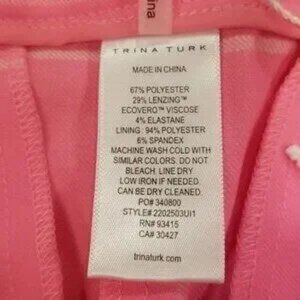 TRINA TURK
MADE IN CHINA
67% POLYESTER
29% LENZING™
ECOVERO™ VISCOSE
4% ELASTANE
LINING: 94% POLYESTER
6% SPANDEX
MACHINE WASH COLD WITH
SIMILAR COLORS. DO NOT
BLEACH. LINE DRY
LOW IRON IF NEEDED.
CAN BE DRY CLEANED.
PO# 340800
STYLE# 2202503UI1
RN# 93415
CA# 30427
trinaturk.com